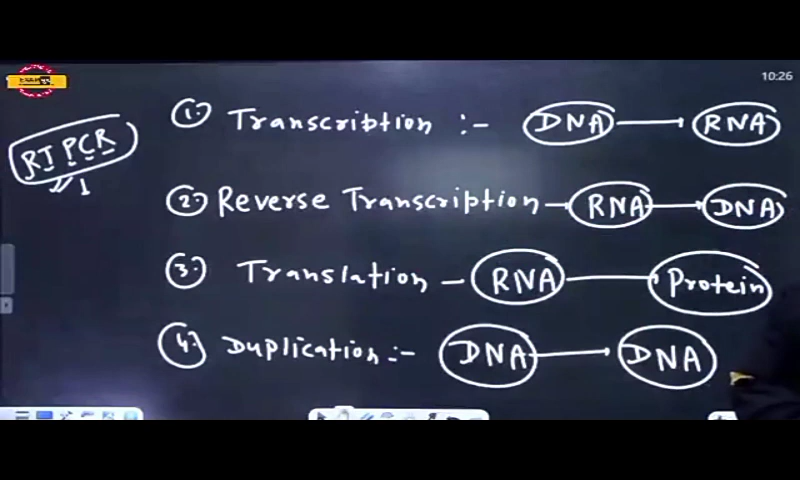 10:26
RT PCR
1. Transcription :- DNA → RNA
2. Reverse Transcription → RNA → DNA
3. Translation - RNA → Protein
4. Duplication :- DNA → DNA